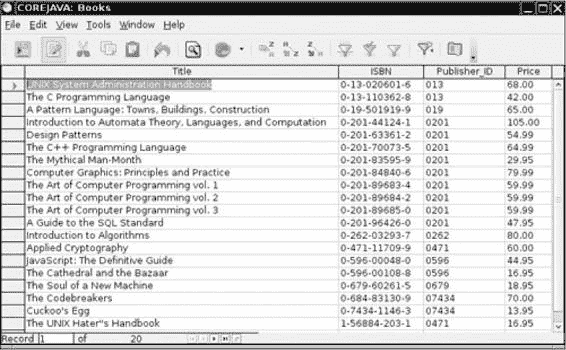 COREJAVA: Books
File Edit View Tools Window Help
Title ISBN Publisher_ID Price
UNIX System Administration Handbook 0-13-020601-6 013 68.00
The C Programming Language 0-13-110362-8 013 42.00
A Pattern Language: Towns, Buildings, Construction 0-19-501919-9 019 65.00
Introduction to Automata Theory, Languages, and Computation 0-201-44124-1 0201 105.00
Design Patterns 0-201-63361-2 0201 54.99
The C++ Programming Language 0-201-70073-5 0201 64.99
The Mythical Man-Month 0-201-83595-9 0201 29.95
Computer Graphics: Principles and Practice 0-201-84840-6 0201 79.99
The Art of Computer Programming vol. 1 0-201-89683-4 0201 59.99
The Art of Computer Programming vol. 2 0-201-89684-2 0201 59.99
The Art of Computer Programming vol. 3 0-201-89685-0 0201 59.99
A Guide to the SQL Standard 0-201-96426-0 0201 47.95
Introduction to Algorithms 0-262-03293-7 0262 80.00
Applied Cryptography 0-471-11709-9 0471 60.00
JavaScript: The Definitive Guide 0-596-00048-0 0596 44.95
The Cathedral and the Bazaar 0-596-00108-8 0596 16.95
The Soul of a New Machine 0-679-60261-5 0679 18.95
The Codebreakers 0-684-83130-9 07434 70.00
Cuckoo's Egg 0-7434-1146-3 07434 13.95
The UNIX Hater''s Handbook 1-56884-203-1 0471 16.95
Record 1 of 20